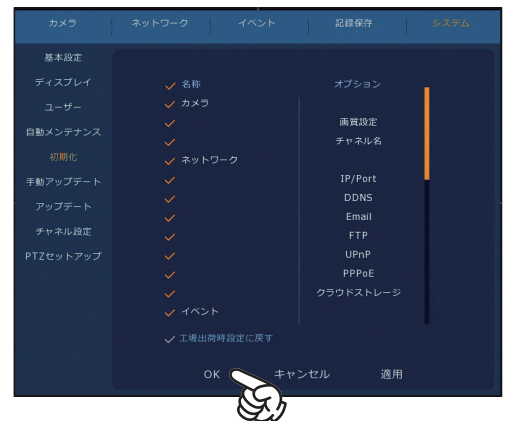 カメラ ネットワーク イベント 記録保存 システム
基本設定
ディスプレイ
ユーザー
自動メンテナンス
初期化
手動アップデート
アップデート
チャネル設定
PTZセットアップ
名称 オプション
カメラ
画質設定
チャネル名
ネットワーク
IP/Port
DDNS
Email
FTP
UPnP
PPPoE
クラウドストレージ
イベント
工場出荷時設定に戻す
OK キャンセル 適用